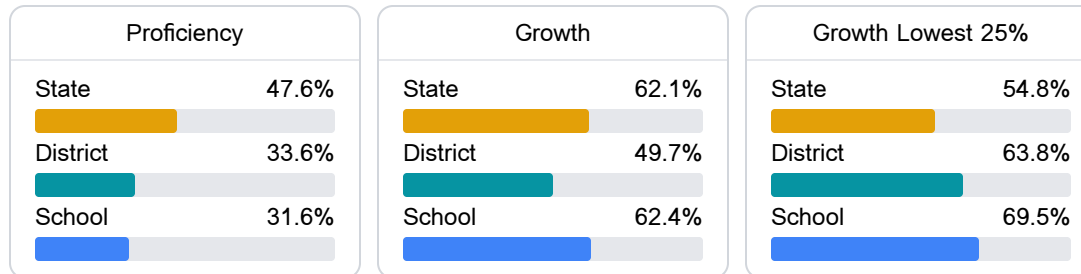 Proficiency
State 47.6%
District 33.6%
School 31.6%
Growth
State 62.1%
District 49.7%
School 62.4%
Growth Lowest 25%
State 54.8%
District 63.8%
School 69.5%